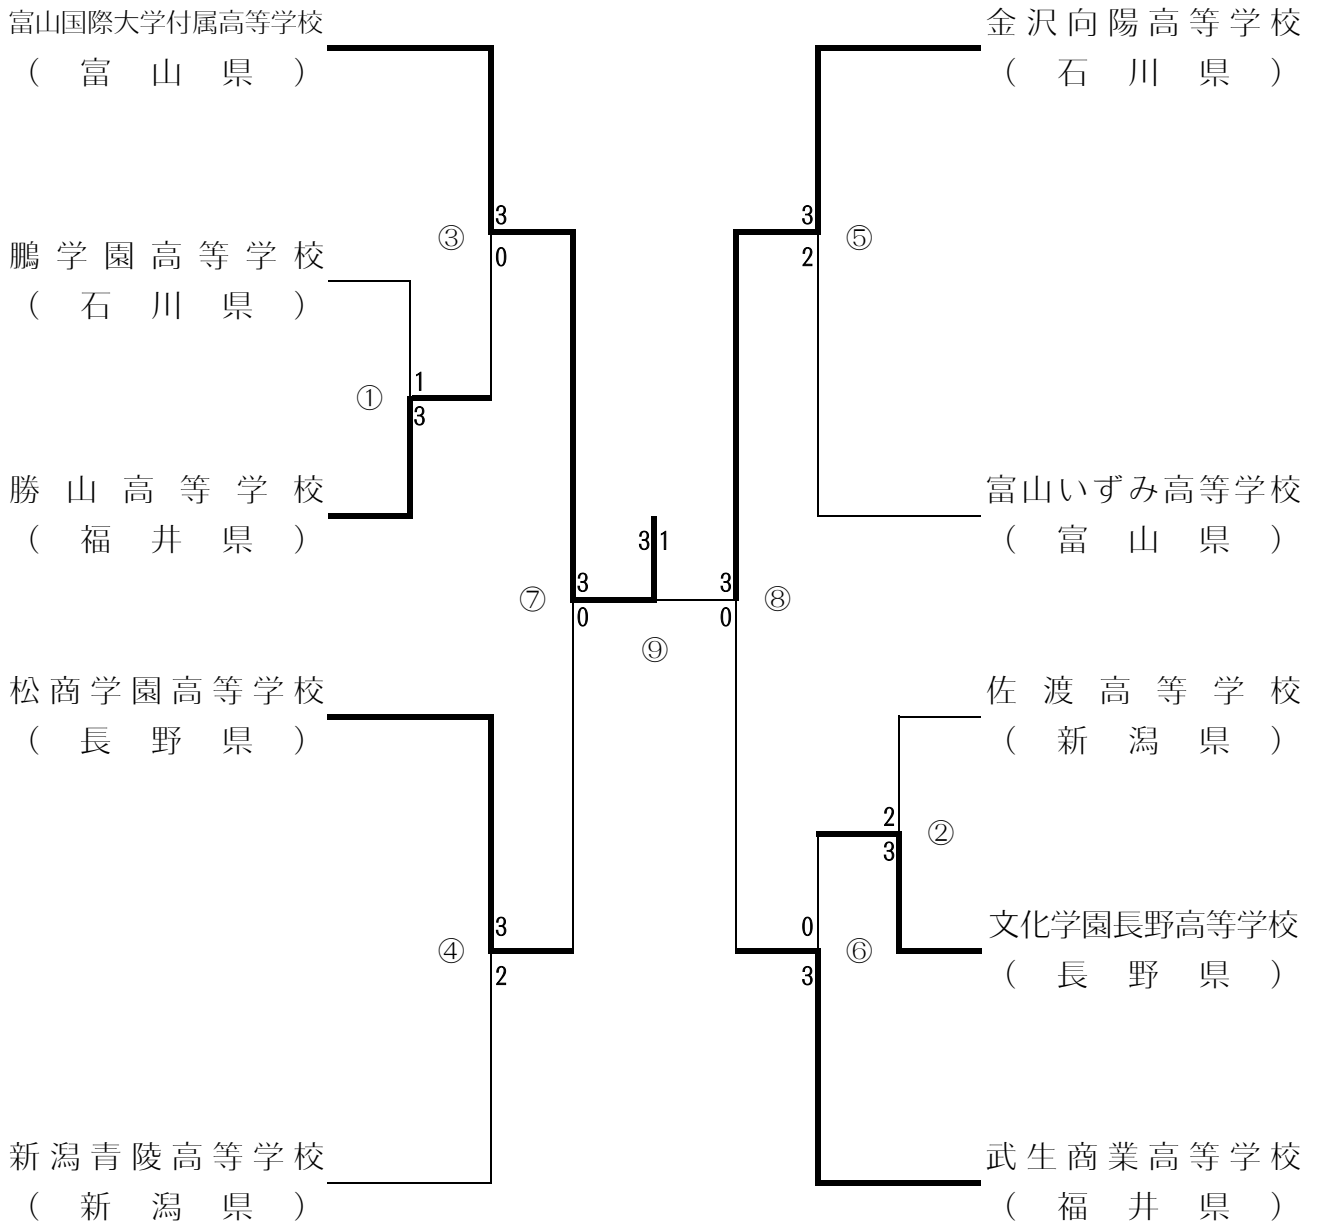 富山国際大学付属高等学校
（富山県）
鵬学園高等学校
（石川県）
勝山高等学校
（福井県）
松商学園高等学校
（長野県）
新潟青陵高等学校
（新潟県）
③
3
0
①
1
3
⑦
3
0
④
3
2
3 1
⑨
3
0
⑧
3
2
⑤
2
3
②
0
3
⑥
金沢向陽高等学校
（石川県）
富山いずみ高等学校
（富山県）
佐渡高等学校
（新潟県）
文化学園長野高等学校
（長野県）
武生商業高等学校
（福井県）